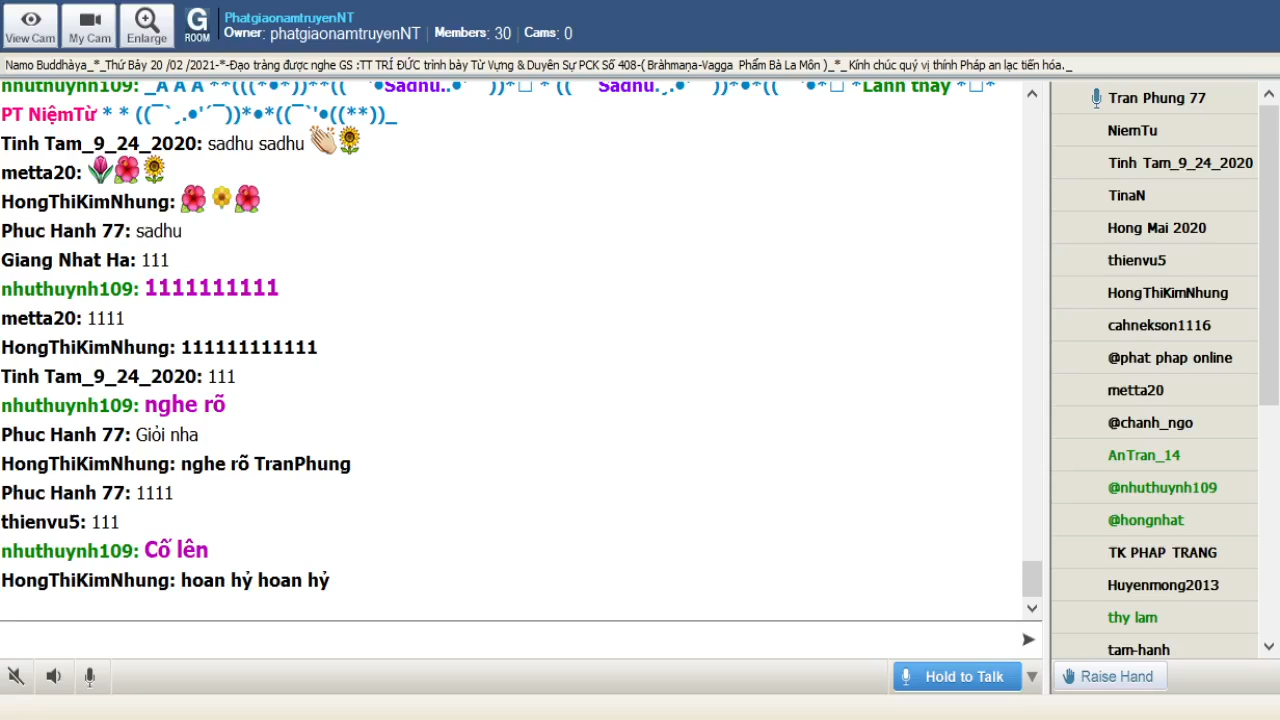 View Cam
My Cam
Enlarge
G
ROOM
PhatgiaonamtruyenNT
Owner: phatgiaonamtruyenNT | Members: 30 | Cams: 0
Namo Buddhàya_*_Thứ Bảy 20 /02 /2021-*-Đạo tràng được nghe GS :TT TRÍ ĐỨC trình bày Từ Vựng & Duyên Sự PCK Số 408-( Bràhmaṇa-Vagga Phẩm Bà La Môn )_*_ Kính chúc quý vị thính Pháp an lạc tiến hóa._
PT NiệmTừ * * ((¯`¸.●'´¯))*●*((¯`'●((**))_
Tinh Tam_9_24_2020: sadhu sadhu
metta20:
HongThiKimNhung:
Phuc Hanh 77: sadhu
Giang Nhat Ha: 111
nhuthuynh109: 1111111111
metta20: 1111
HongThiKimNhung: 111111111111
Tinh Tam_9_24_2020: 111
nhuthuynh109: nghe rõ
Phuc Hanh 77: Giỏi nha
HongThiKimNhung: nghe rõ TranPhung
Phuc Hanh 77: 1111
thienvu5: 111
nhuthuynh109: Cố lên
HongThiKimNhung: hoan hỷ hoan hỷ
Hold to Talk
Tran Phung 77
NiemTu
Tinh Tam_9_24_2020
TinaN
Hong Mai 2020
thienvu5
HongThiKimNhung
cahnekson1116
@phat phap online
metta20
@chanh_ngo
AnTran_14
@nhuthuynh109
@hongnhat
TK PHAP TRANG
Huyenmong2013
thy lam
tam-hanh
Raise Hand